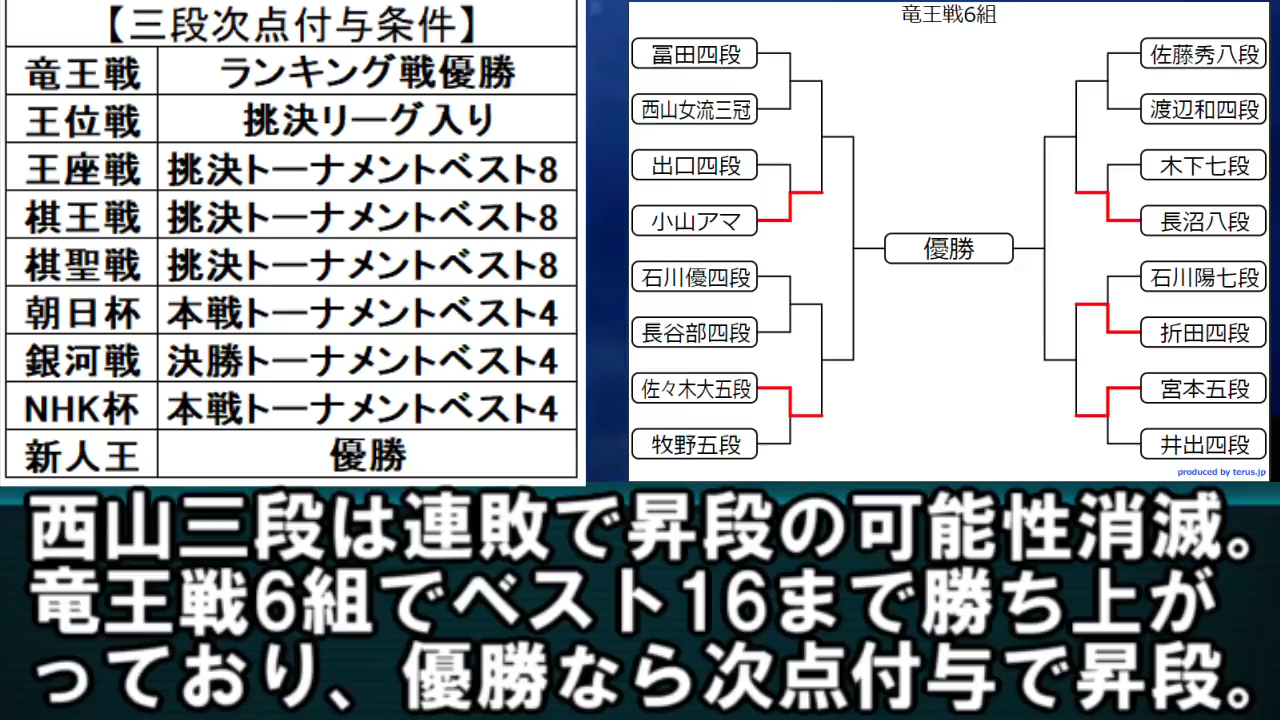 【三段次点付与条件】
竜王戦 ランキング戦優勝
王位戦 挑決リーグ入り
王座戦 挑決トーナメントベスト8
棋王戦 挑決トーナメントベスト8
棋聖戦 挑決トーナメントベスト8
朝日杯 本戦トーナメントベスト4
銀河戦 決勝トーナメントベスト4
NHK杯 本戦トーナメントベスト4
新人王 優勝
竜王戦6組
冨田四段
西山女流三冠
出口四段
小山アマ
石川優四段
長谷部四段
佐々木大五段
牧野五段
優勝
佐藤秀八段
渡辺和四段
木下七段
長沼八段
石川陽七段
折田四段
宮本五段
井出四段
produced by terus.jp
西山三段は連敗で昇段の可能性消滅。
竜王戦6組でベスト16まで勝ち上が
っており、優勝なら次点付与で昇段。